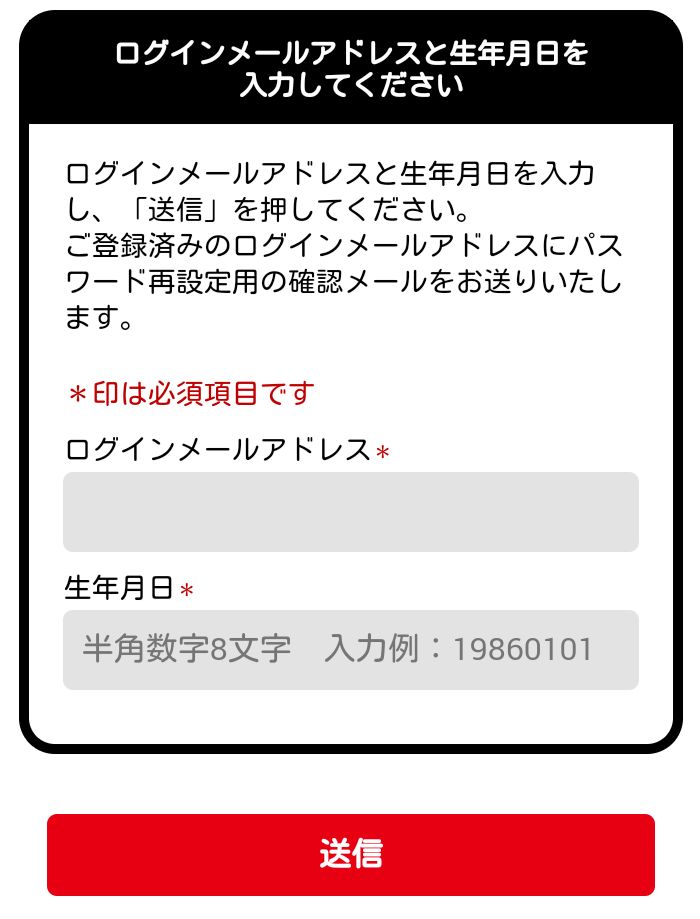 ログインメールアドレスと生年月日を
入力してください
ログインメールアドレスと生年月日を入力
し、「送信」を押してください。
ご登録済みのログインメールアドレスにパス
ワード再設定用の確認メールをお送りいたし
ます。
＊印は必須項目です
ログインメールアドレス*
生年月日*
半角数字8文字　入力例：19860101
送信